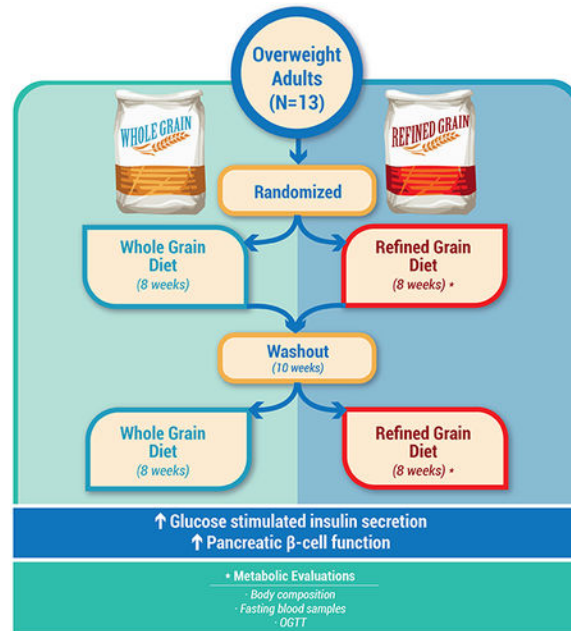 Overweight
Adults
(N=13)
WHOLE GRAIN
REFINED GRAIN
Randomized
Whole Grain
Diet
(8 weeks)
Refined Grain
Diet
(8 weeks) *
Washout
(10 weeks)
Whole Grain
Diet
(8 weeks)
Refined Grain
Diet
(8 weeks) *
↑ Glucose stimulated insulin secretion
↑ Pancreatic β-cell function
* Metabolic Evaluations
· Body composition
· Fasting blood samples
· OGTT